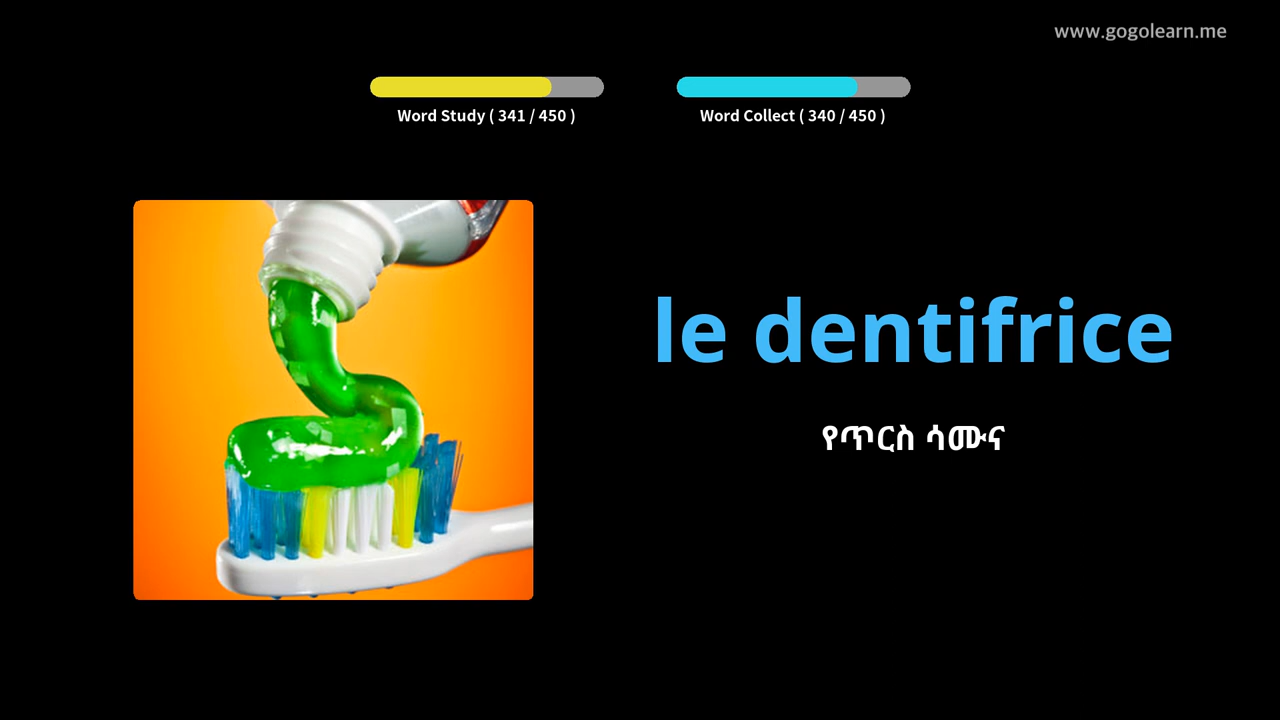 www.gogolearn.me
Word Study ( 341 / 450 )
Word Collect ( 340 / 450 )
le dentifrice
የጥርስ ሳሙና